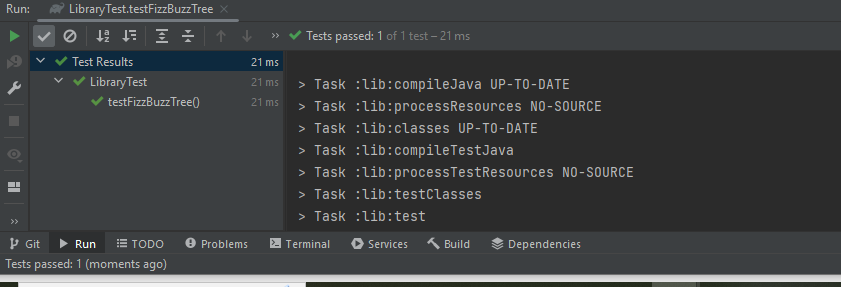 Run: LibraryTest.testFizzBuzzTree ×
>> Tests passed: 1 of 1 test – 21 ms
Test Results 21 ms
LibraryTest 21 ms
testFizzBuzzTree() 21 ms
> Task :lib:compileJava UP-TO-DATE
> Task :lib:processResources NO-SOURCE
> Task :lib:classes UP-TO-DATE
> Task :lib:compileTestJava
> Task :lib:processTestResources NO-SOURCE
> Task :lib:testClasses
> Task :lib:test
>>
Git Run TODO Problems Terminal Services Build Dependencies
Tests passed: 1 (moments ago)